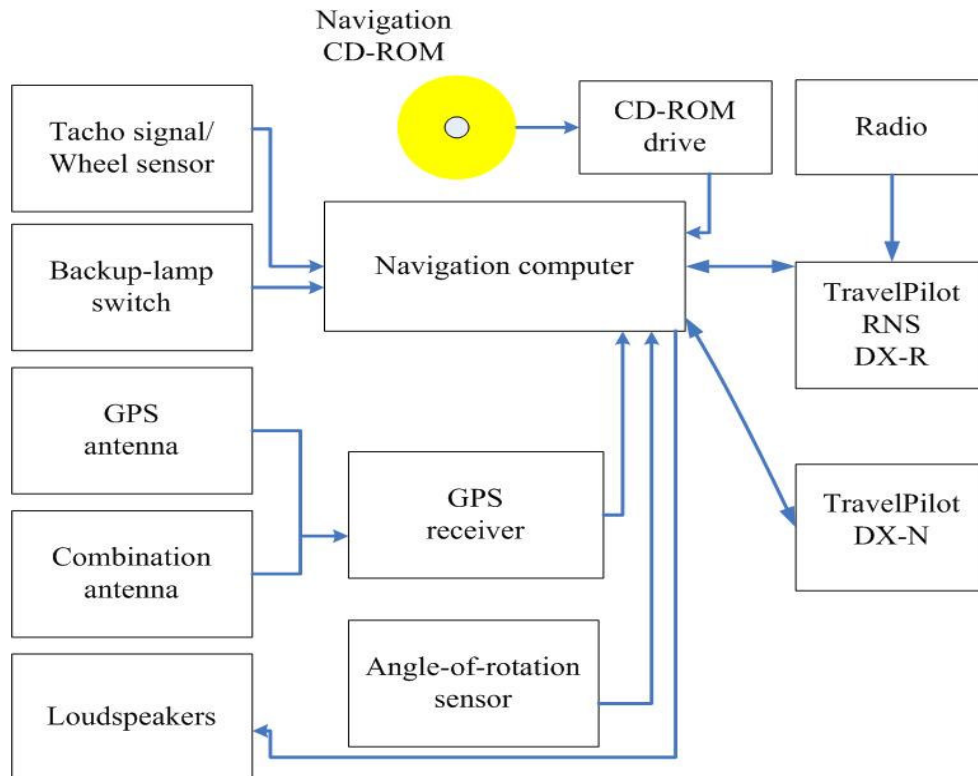 Navigation
CD-ROM
Tacho signal/
Wheel sensor
CD-ROM
drive
Radio
Backup-lamp
switch
Navigation computer
TravelPilot
RNS
DX-R
GPS
antenna
GPS
receiver
TravelPilot
DX-N
Combination
antenna
Angle-of-rotation
sensor
Loudspeakers